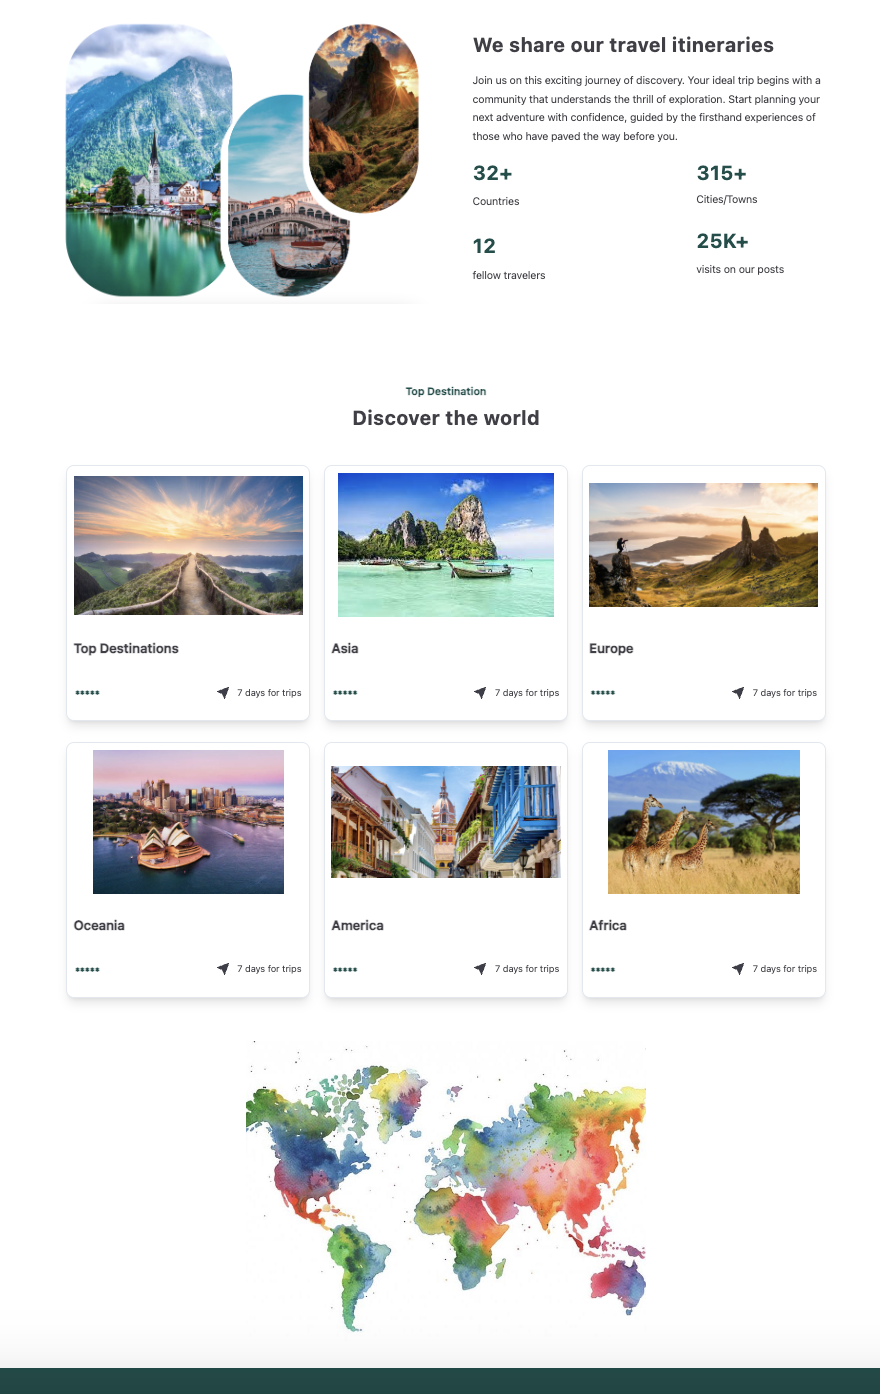 We share our travel itineraries
Join us on this exciting journey of discovery. Your ideal trip begins with a
community that understands the thrill of exploration. Start planning your
next adventure with confidence, guided by the firsthand experiences of
those who have paved the way before you.
32+
Countries
315+
Cities/Towns
12
fellow travelers
25K+
visits on our posts
Top Destination
Discover the world
Top Destinations
*****
7 days for trips
Asia
*****
7 days for trips
Europe
*****
7 days for trips
Oceania
*****
7 days for trips
America
*****
7 days for trips
Africa
*****
7 days for trips